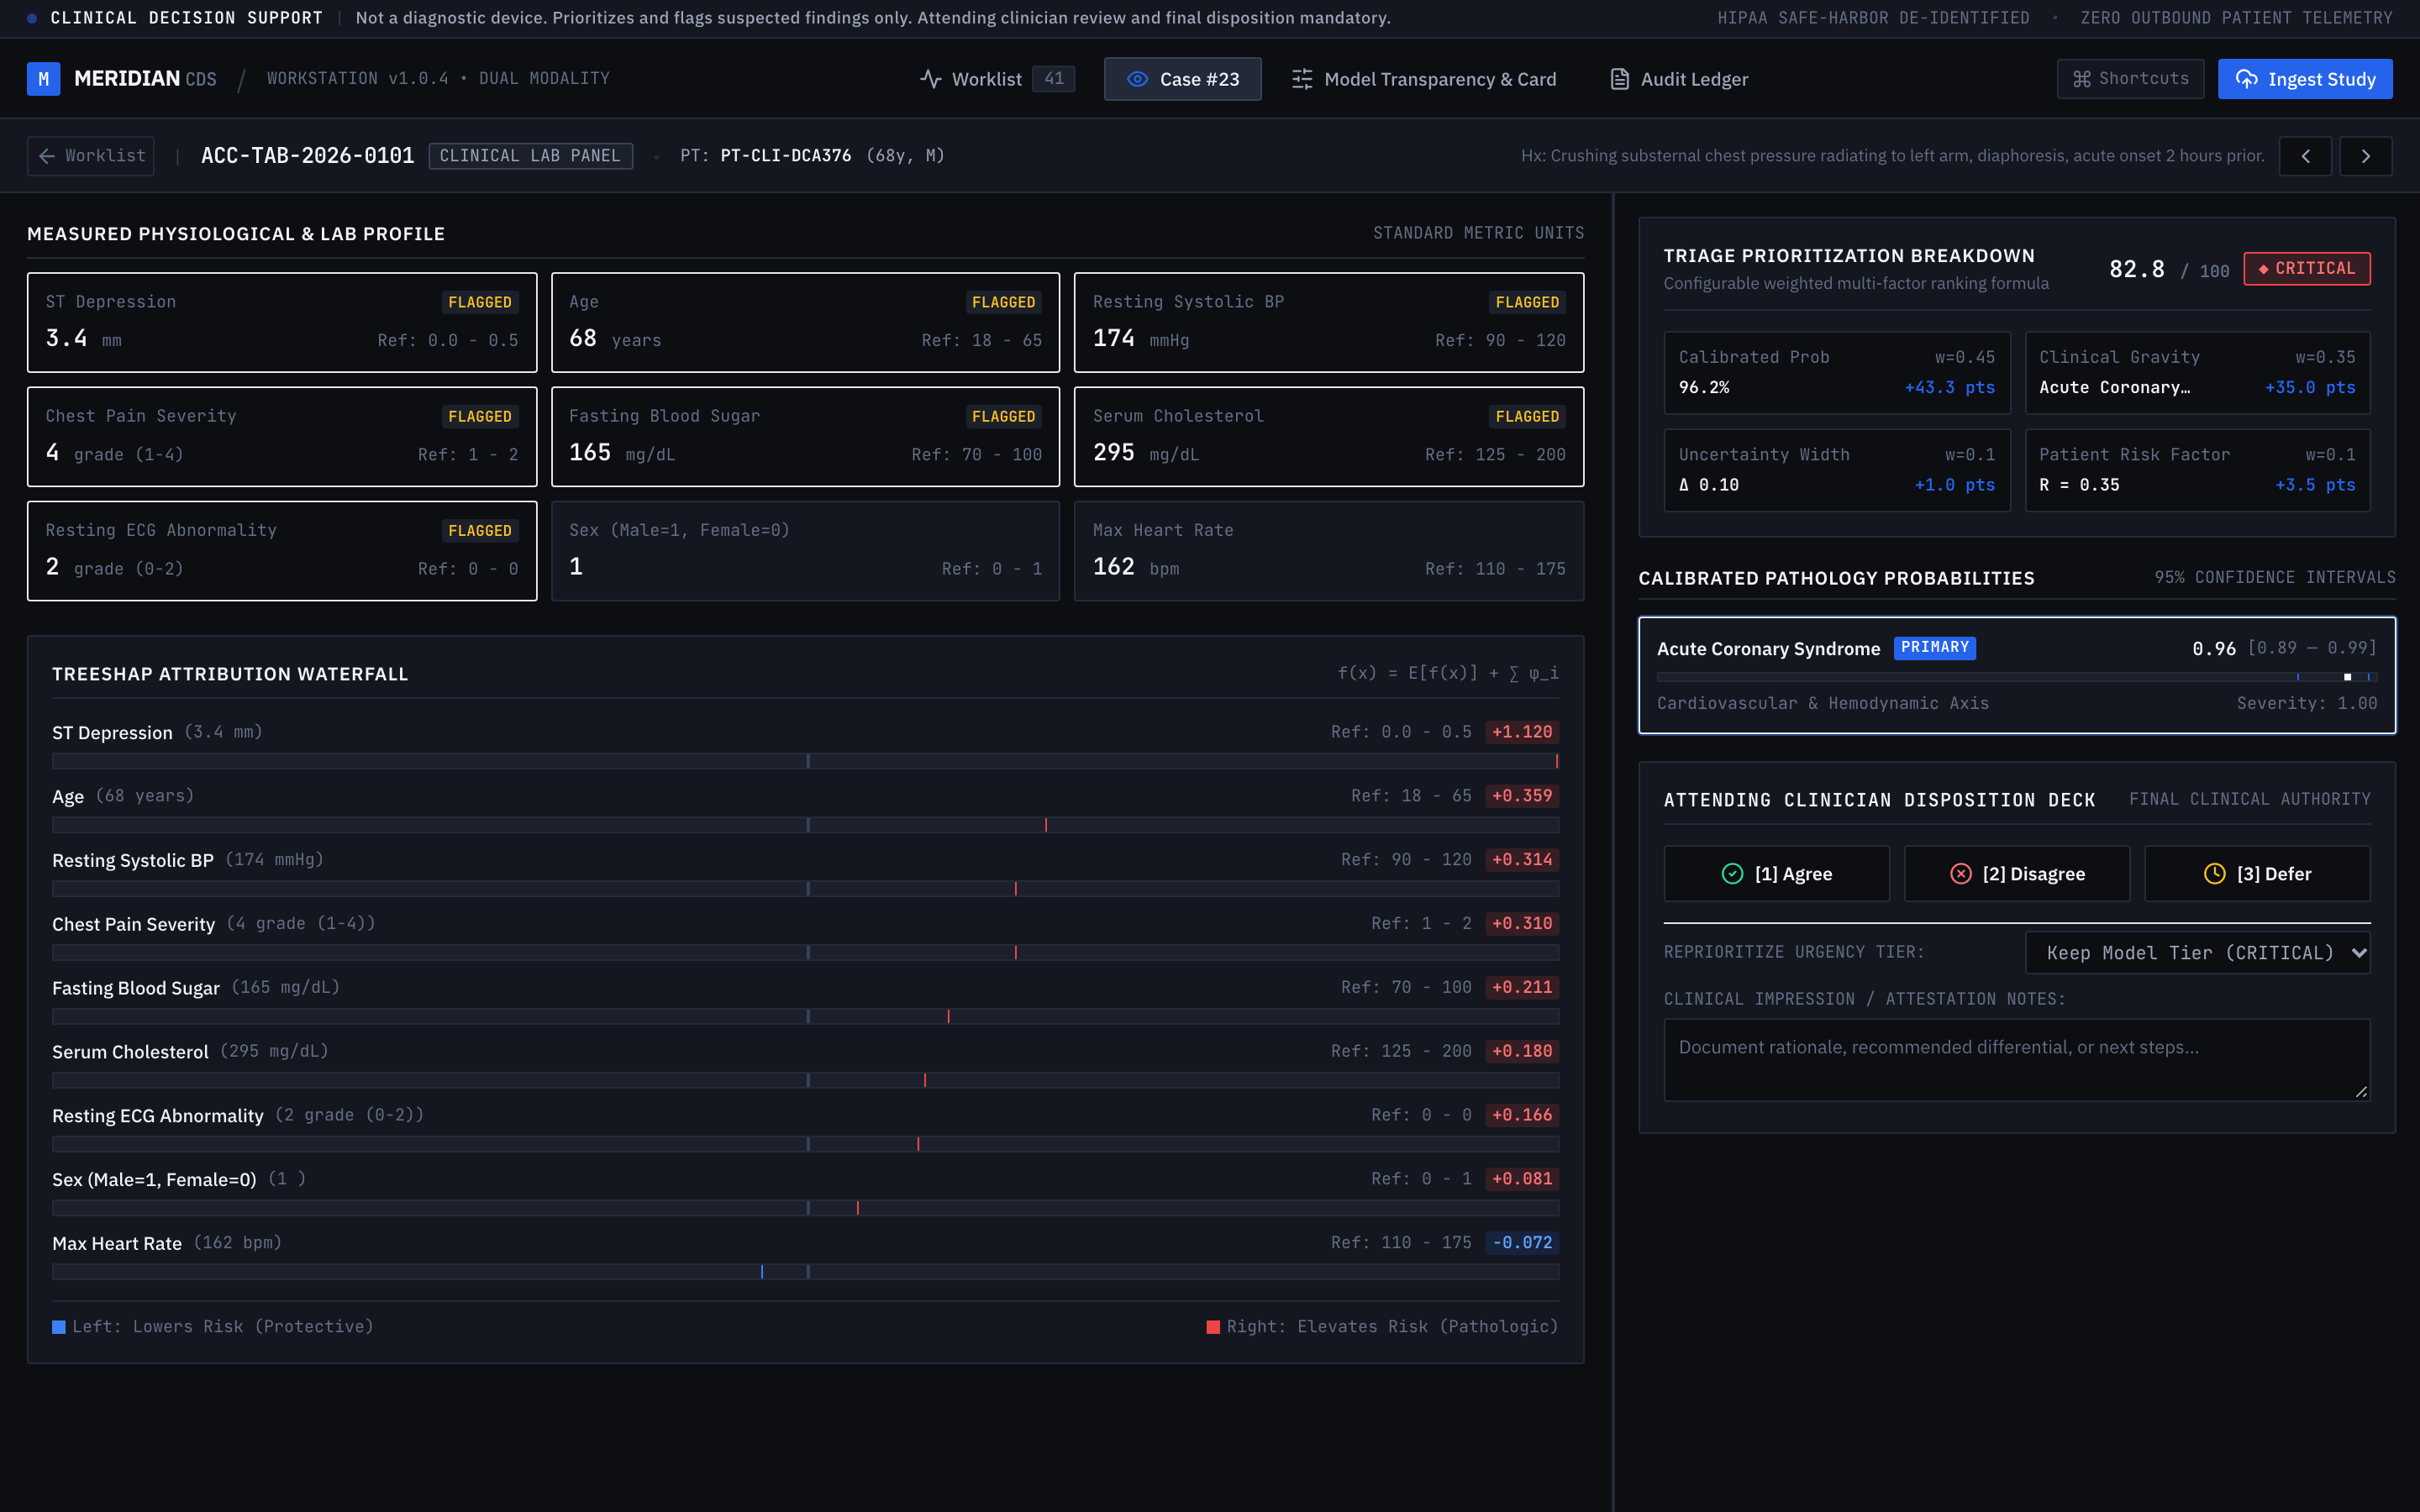 CLINICAL DECISION SUPPORT | Not a diagnostic device. Prioritizes and flags suspected findings only. Attending clinician review and final disposition mandatory. HIPAA SAFE-HARBOR DE-IDENTIFIED • ZERO OUTBOUND PATIENT TELEMETRY
M MERIDIAN CDS / WORKSTATION v1.0.4 • DUAL MODALITY Worklist 41 Case #23 Model Transparency & Card Audit Ledger ⌘ Shortcuts Ingest Study
← Worklist | ACC-TAB-2026-0101 CLINICAL LAB PANEL • PT: PT-CLI-DCA376 (68y, M) Hx: Crushing substernal chest pressure radiating to left arm, diaphoresis, acute onset 2 hours prior.
MEASURED PHYSIOLOGICAL & LAB PROFILE STANDARD METRIC UNITS
ST Depression FLAGGED
3.4 mm Ref: 0.0 - 0.5
Age FLAGGED
68 years Ref: 18 - 65
Resting Systolic BP FLAGGED
174 mmHg Ref: 90 - 120
Chest Pain Severity FLAGGED
4 grade (1-4) Ref: 1 - 2
Fasting Blood Sugar FLAGGED
165 mg/dL Ref: 70 - 100
Serum Cholesterol FLAGGED
295 mg/dL Ref: 125 - 200
Resting ECG Abnormality FLAGGED
2 grade (0-2) Ref: 0 - 0
Sex (Male=1, Female=0)
1 Ref: 0 - 1
Max Heart Rate
162 bpm Ref: 110 - 175
TREESHAP ATTRIBUTION WATERFALL f(x) = E[f(x)] + ∑ φ_i
ST Depression (3.4 mm) Ref: 0.0 - 0.5 +1.120
Age (68 years) Ref: 18 - 65 +0.359
Resting Systolic BP (174 mmHg) Ref: 90 - 120 +0.314
Chest Pain Severity (4 grade (1-4)) Ref: 1 - 2 +0.310
Fasting Blood Sugar (165 mg/dL) Ref: 70 - 100 +0.211
Serum Cholesterol (295 mg/dL) Ref: 125 - 200 +0.180
Resting ECG Abnormality (2 grade (0-2)) Ref: 0 - 0 +0.166
Sex (Male=1, Female=0) (1 ) Ref: 0 - 1 +0.081
Max Heart Rate (162 bpm) Ref: 110 - 175 -0.072
Left: Lowers Risk (Protective) Right: Elevates Risk (Pathologic)
TRIAGE PRIORITIZATION BREAKDOWN
Configurable weighted multi-factor ranking formula
82.8 / 100 ◆ CRITICAL
Calibrated Prob w=0.45
96.2% +43.3 pts
Clinical Gravity w=0.35
Acute Coronary… +35.0 pts
Uncertainty Width w=0.1
Δ 0.10 +1.0 pts
Patient Risk Factor w=0.1
R = 0.35 +3.5 pts
CALIBRATED PATHOLOGY PROBABILITIES 95% CONFIDENCE INTERVALS
Acute Coronary Syndrome PRIMARY 0.96 [0.89 — 0.99]
Cardiovascular & Hemodynamic Axis Severity: 1.00
ATTENDING CLINICIAN DISPOSITION DECK FINAL CLINICAL AUTHORITY
[1] Agree [2] Disagree [3] Defer
REPRIORITIZE URGENCY TIER: Keep Model Tier (CRITICAL)
CLINICAL IMPRESSION / ATTESTATION NOTES:
Document rationale, recommended differential, or next steps...